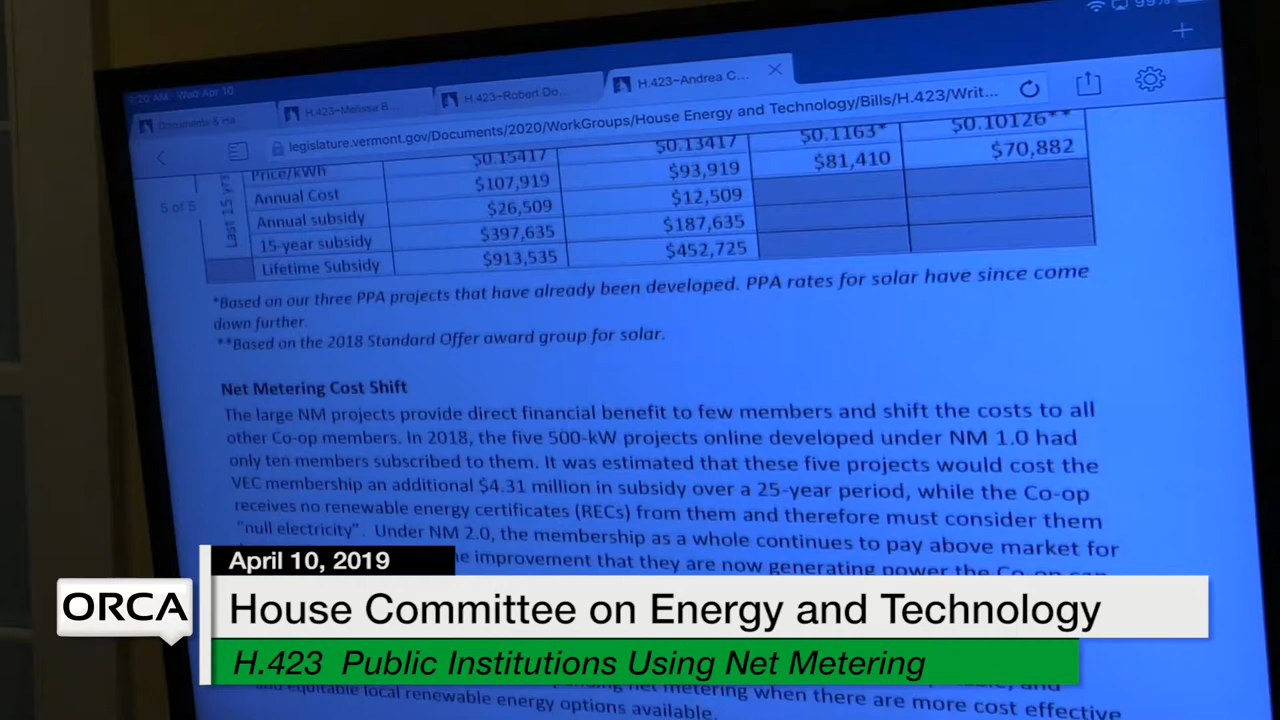 9:20 AM Wed Apr 10
99%
Documents & Ha
H.423~Melissa B...
H.423~Robert Do...
H.423~Andrea C...
legislature.vermont.gov/Documents/2020/WorkGroups/House Energy and Technology/Bills/H.423/Writ...
5 of 5
Last 15 yrs
Price/kWh $0.15417 $0.13417 $0.1163* $0.10126**
Annual Cost $107,919 $93,919 $81,410 $70,882
Annual subsidy $26,509 $12,509
15-year subsidy $397,635 $187,635
Lifetime Subsidy $913,535 $452,725
*Based on our three PPA projects that have already been developed. PPA rates for solar have since come
down further.
**Based on the 2018 Standard Offer award group for solar.
Net Metering Cost Shift
The large NM projects provide direct financial benefit to few members and shift the costs to all
other Co-op members. In 2018, the five 500-kW projects online developed under NM 1.0 had
only ten members subscribed to them. It was estimated that these five projects would cost the
VEC membership an additional $4.31 million in subsidy over a 25-year period, while the Co-op
receives no renewable energy certificates (RECs) from them and therefore must consider them
"null electricity". Under NM 2.0, the membership as a whole continues to pay above market for
improvement that they are now generating power the Co-op can
April 10, 2019
ORCA
House Committee on Energy and Technology
H.423 Public Institutions Using Net Metering
net metering when there are more cost effective
equitable local renewable energy options available.